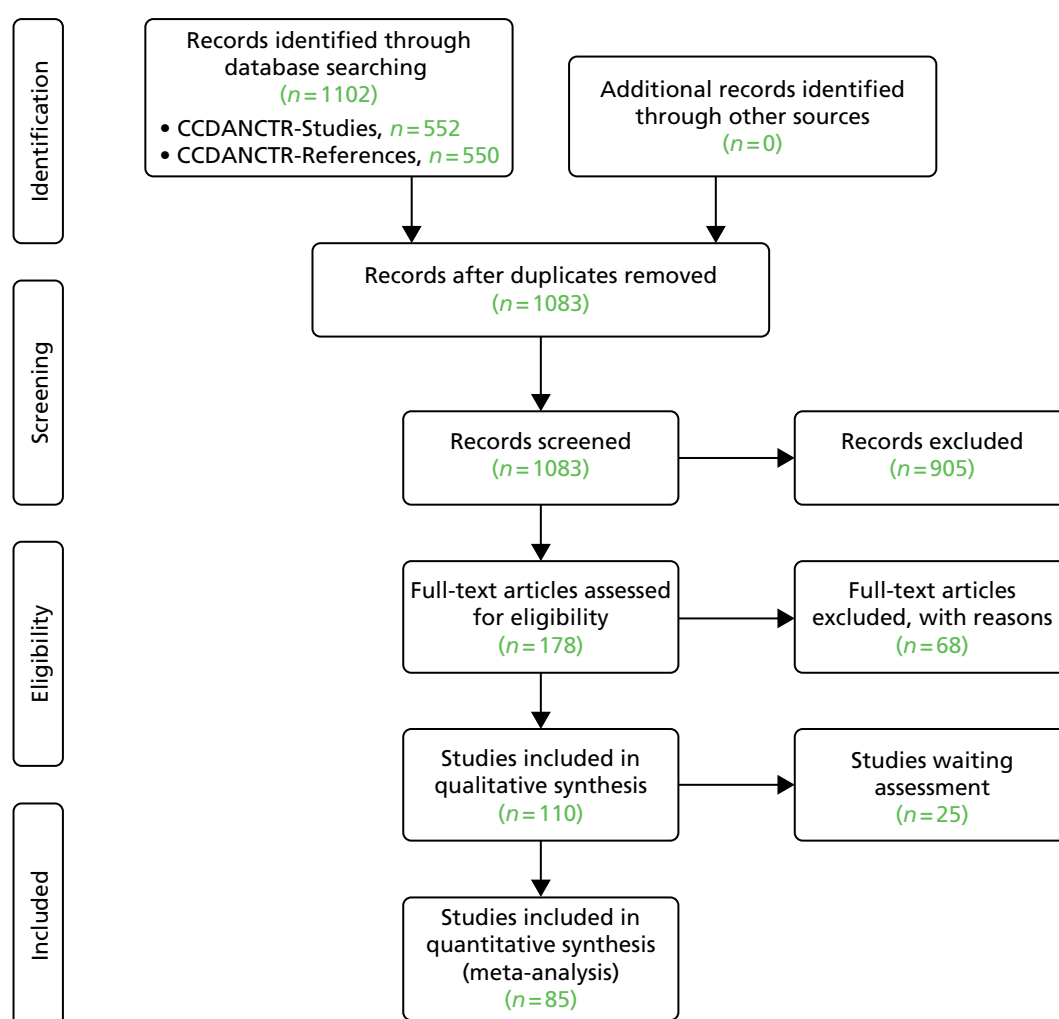 Identification
Records identified through
database searching
(n=1102)
• CCDANCTR-Studies, n=552
• CCDANCTR-References, n=550
Additional records identified
through other sources
(n=0)
Records after duplicates removed
(n=1083)
Screening
Records screened
(n=1083)
Records excluded
(n=905)
Eligibility
Full-text articles assessed
for eligibility
(n=178)
Full-text articles
excluded, with reasons
(n=68)
Studies included in
qualitative synthesis
(n=110)
Studies waiting
assessment
(n=25)
Included
Studies included in
quantitative synthesis
(meta-analysis)
(n=85)